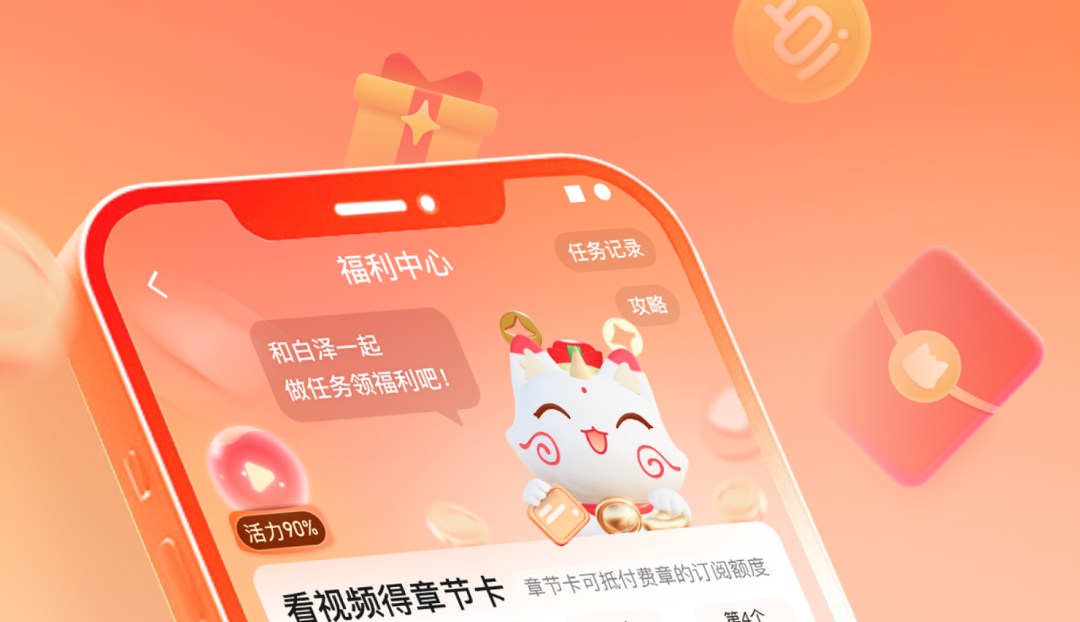 福利中心
任务记录
攻略
和白泽一起
做任务领福利吧！
活力90%
看视频得章节卡
章节卡可抵付费章的订阅额度
第4个